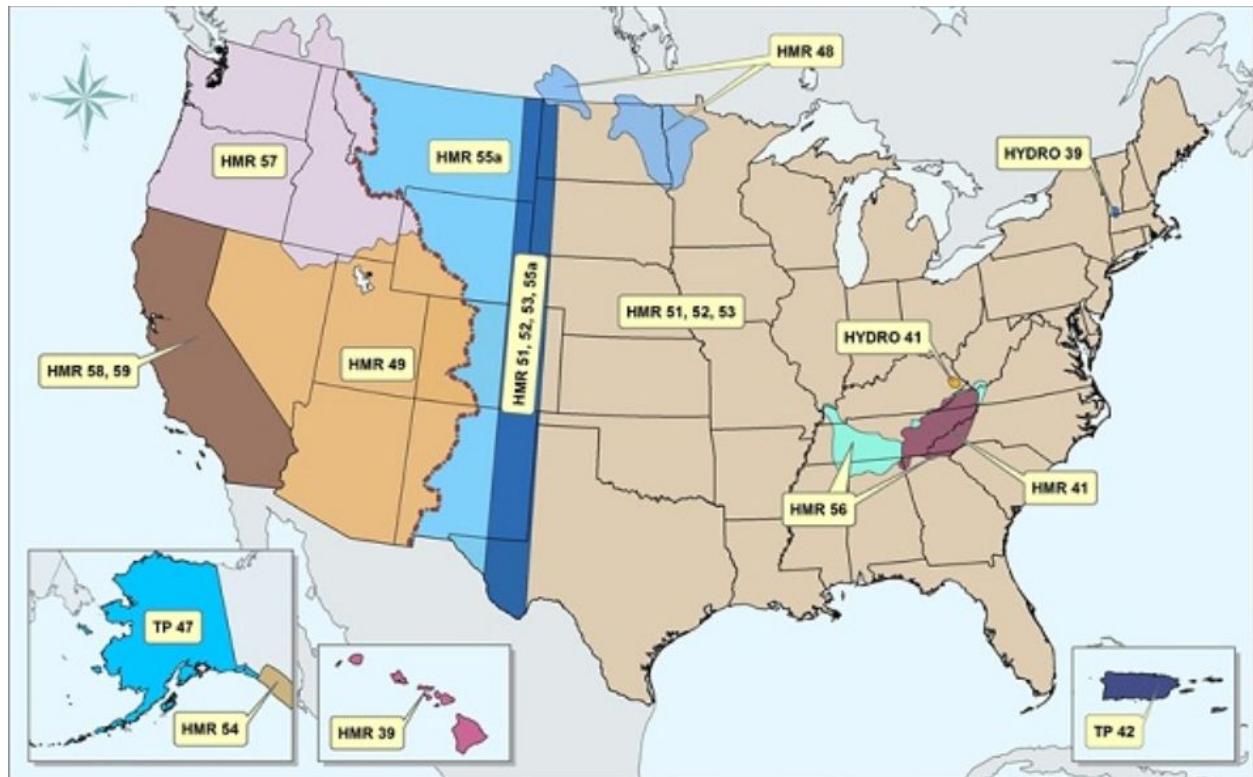 N
W
E
S
HMR 48
HMR 57
HMR 55a
HYDRO 39
HMR 51, 52, 53, 55a
HMR 51, 52, 53
HYDRO 41
HMR 58, 59
HMR 49
HMR 41
HMR 56
TP 47
HMR 54
HMR 39
TP 42